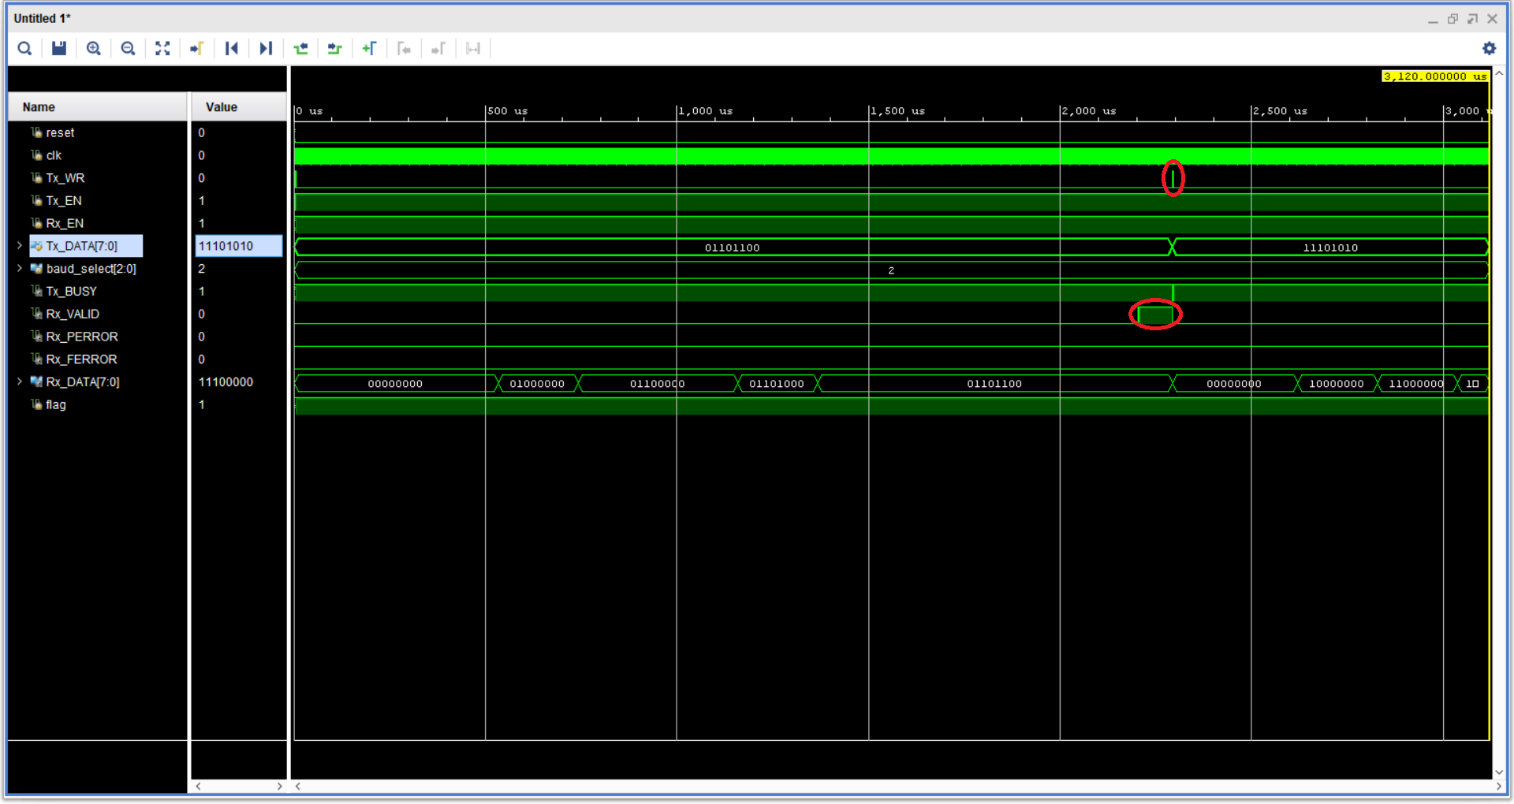 Untitled 1*
3,120.000000 us
Name Value
0 us 500 us 1,000 us 1,500 us 2,000 us 2,500 us 3,000
reset 0
clk 0
Tx_WR 0
Tx_EN 1
Rx_EN 1
Tx_DATA[7:0] 11101010 01101100 11101010
baud_select[2:0] 2 2
Tx_BUSY 1
Rx_VALID 0
Rx_PERROR 0
Rx_FERROR 0
Rx_DATA[7:0] 11100000 00000000 01000000 01100000 01101000 01101100 00000000 10000000 11000000
flag 1